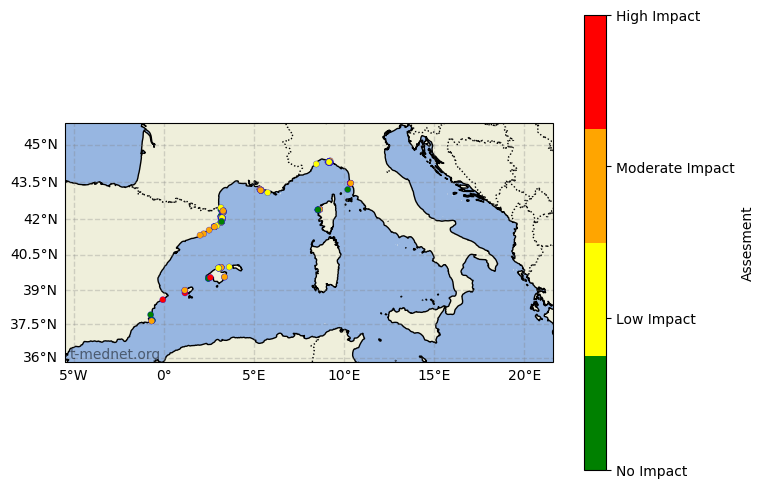 High Impact
Moderate Impact
Low Impact
No Impact
Assesment
45°N
43.5°N
42°N
40.5°N
39°N
37.5°N
36°N
t-mednet.org
5°W
0°
5°E
10°E
15°E
20°E